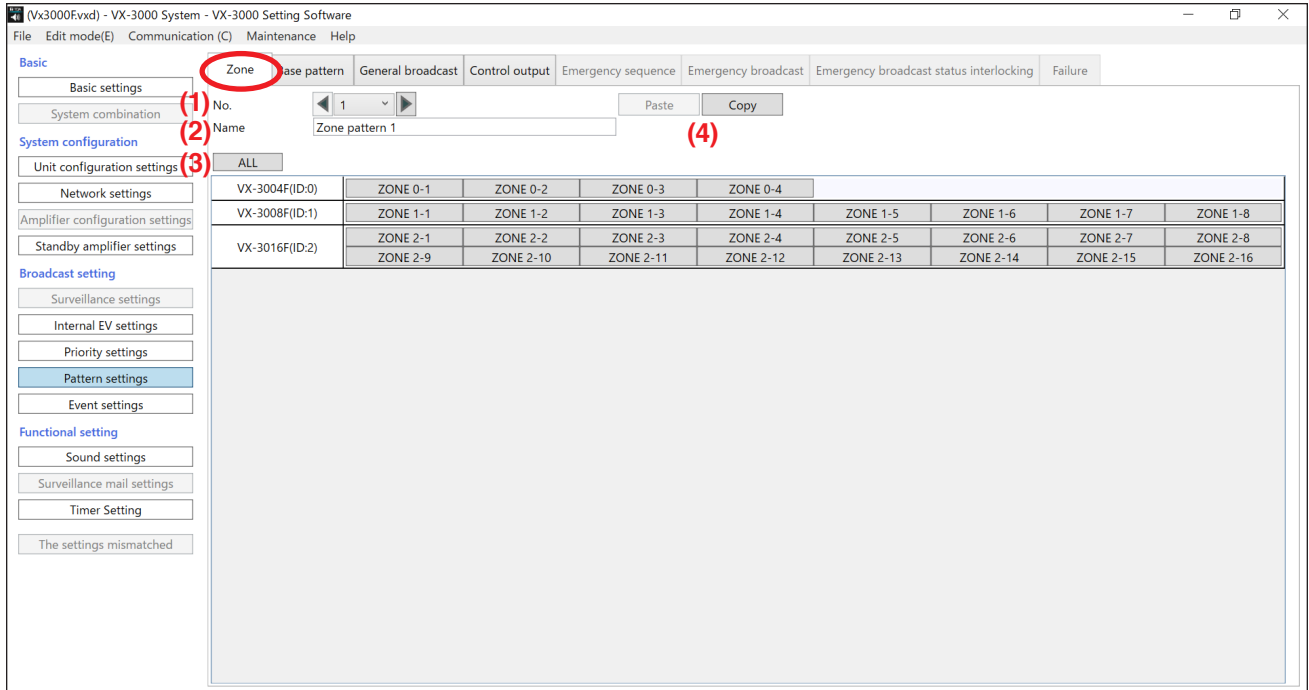 (Vx3000F.vxd) - VX-3000 System - VX-3000 Setting Software
File Edit mode(E) Communication (C) Maintenance Help
Basic
Basic settings
System combination
System configuration
Unit configuration settings
Network settings
Amplifier configuration settings
Standby amplifier settings
Broadcast setting
Surveillance settings
Internal EV settings
Priority settings
Pattern settings
Event settings
Functional setting
Sound settings
Surveillance mail settings
Timer Setting
The settings mismatched
Zone Base pattern General broadcast Control output Emergency sequence Emergency broadcast Emergency broadcast status interlocking Failure
(1) No. 1 Paste Copy
(2) Name Zone pattern 1 (4)
(3) ALL
VX-3004F(ID:0) ZONE 0-1 ZONE 0-2 ZONE 0-3 ZONE 0-4
VX-3008F(ID:1) ZONE 1-1 ZONE 1-2 ZONE 1-3 ZONE 1-4 ZONE 1-5 ZONE 1-6 ZONE 1-7 ZONE 1-8
VX-3016F(ID:2) ZONE 2-1 ZONE 2-2 ZONE 2-3 ZONE 2-4 ZONE 2-5 ZONE 2-6 ZONE 2-7 ZONE 2-8
ZONE 2-9 ZONE 2-10 ZONE 2-11 ZONE 2-12 ZONE 2-13 ZONE 2-14 ZONE 2-15 ZONE 2-16